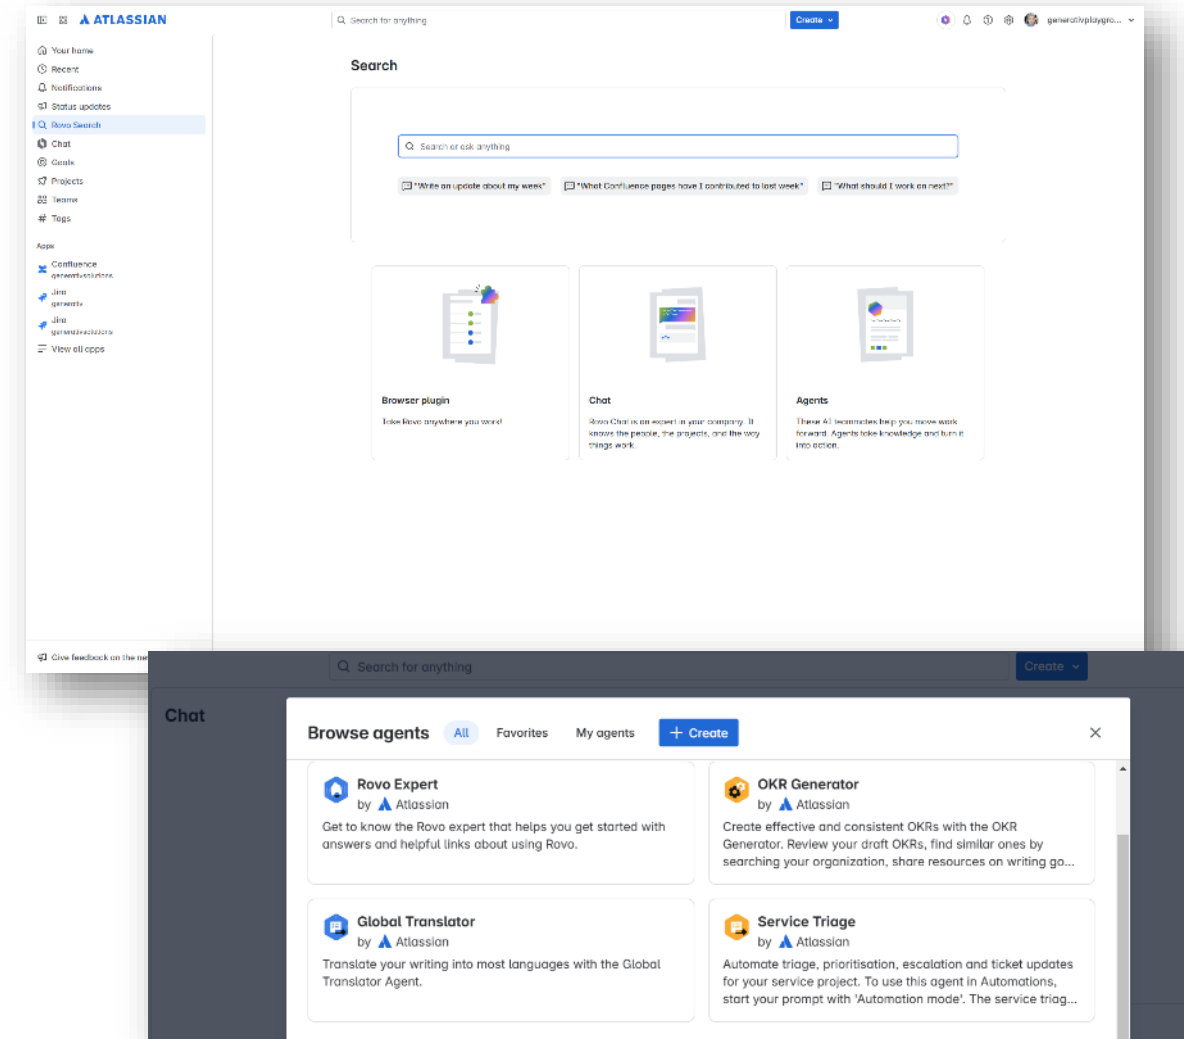 ATLASSIAN
Search for anything
Create
generativplaygro...
Your home
Recent
Notifications
Status updates
Rovo Search
Chat
Goals
Projects
Teams
# Tags
Apps
Confluence
generativsolutions
Jira
generativ
Jira
generativsolutions
View all apps
Give feedback on the ne
Search
Search or ask anything
"Write an update about my week"
"What Confluence pages have I contributed to last week"
"What should I work on next?"
Browser plugin
Take Rovo anywhere you work!
Chat
Rovo Chat is an expert in your company. It
knows the people, the projects, and the way
things work.
Agents
These AI teammates help you move work
forward. Agents take knowledge and turn it
into action.
Search for anything
Create
Chat
Browse agents All Favorites My agents + Create
Rovo Expert
by Atlassian
Get to know the Rovo expert that helps you get started with
answers and helpful links about using Rovo.
OKR Generator
by Atlassian
Create effective and consistent OKRs with the OKR
Generator. Review your draft OKRs, find similar ones by
searching your organization, share resources on writing go...
Global Translator
by Atlassian
Translate your writing into most languages with the Global
Translator Agent.
Service Triage
by Atlassian
Automate triage, prioritisation, escalation and ticket updates
for your service project. To use this agent in Automations,
start your prompt with 'Automation mode'. The service triag...